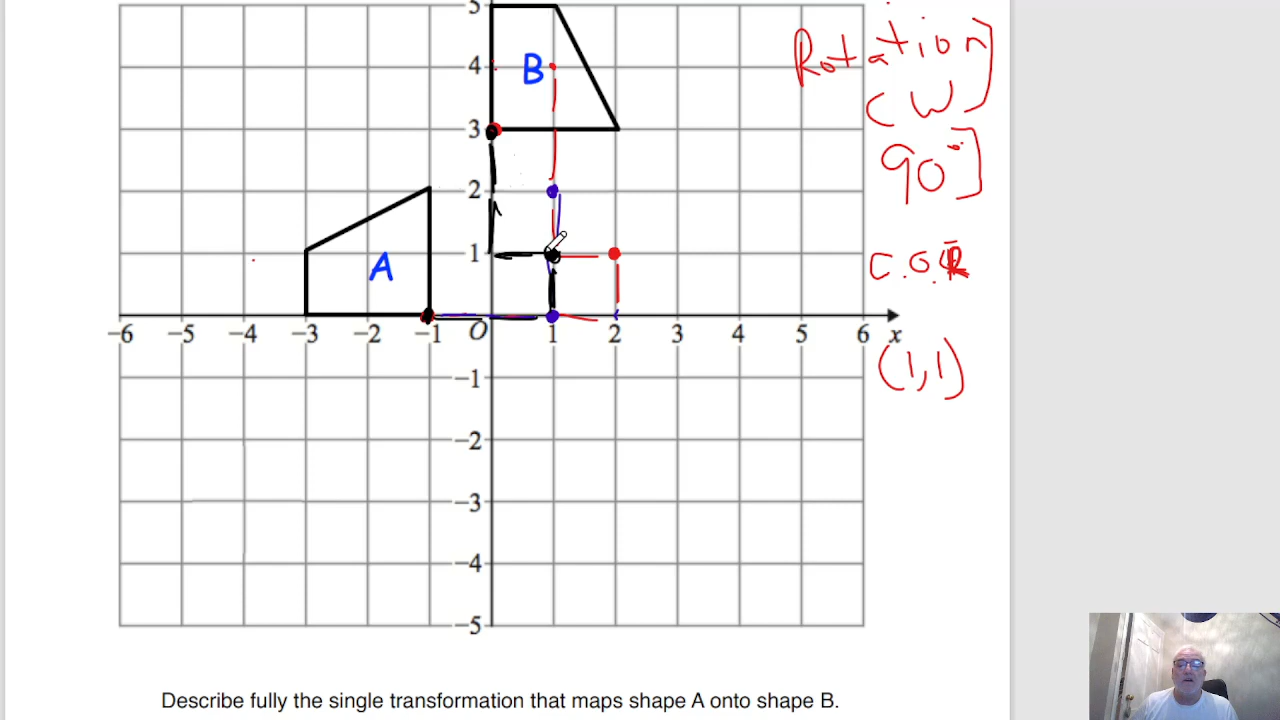 5
4
3
2
1
B
A
-6 -5 -4 -3 -2 -1 O 1 2 3 4 5 6 x
-1
-2
-3
-4
-5
Rotation
CW
90°
C.O.R
(1,1)
Describe fully the single transformation that maps shape A onto shape B.